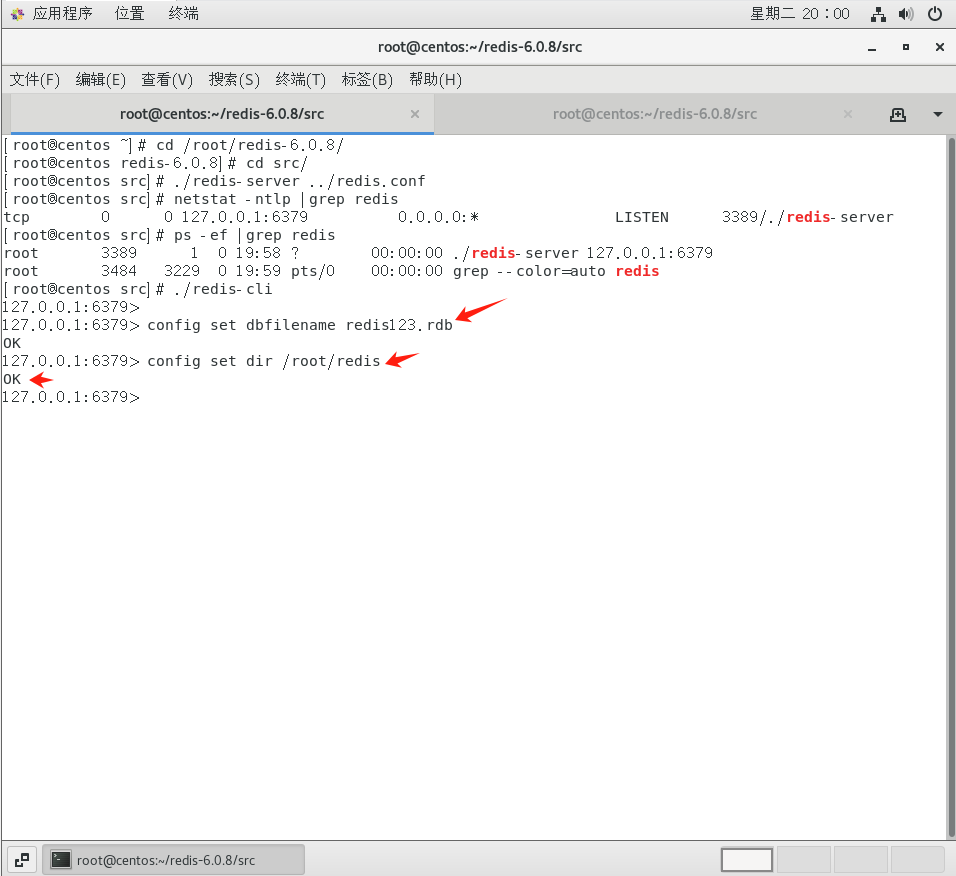 应用程序 位置 终端 星期二 20：00
root@centos:~/redis-6.0.8/src
文件(F) 编辑(E) 查看(V) 搜索(S) 终端(T) 标签(B) 帮助(H)
root@centos:~/redis-6.0.8/src × root@centos:~/redis-6.0.8/src ×
[root@centos ~]# cd /root/redis-6.0.8/
[root@centos redis-6.0.8]# cd src/
[root@centos src]# ./redis-server ../redis.conf
[root@centos src]# netstat -ntlp |grep redis
tcp 0 0 127.0.0.1:6379 0.0.0.0:* LISTEN 3389/./redis-server
[root@centos src]# ps -ef |grep redis
root 3389 1 0 19:58 ? 00:00:00 ./redis-server 127.0.0.1:6379
root 3484 3229 0 19:59 pts/0 00:00:00 grep --color=auto redis
[root@centos src]# ./redis-cli
127.0.0.1:6379>
127.0.0.1:6379> config set dbfilename redis123.rdb
OK
127.0.0.1:6379> config set dir /root/redis
OK
127.0.0.1:6379>
root@centos:~/redis-6.0.8/src